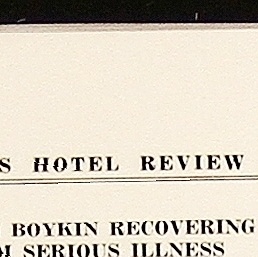 S HOTEL REVIEW
BOYKIN RECOVERING
M SERIOUS ILLNESS